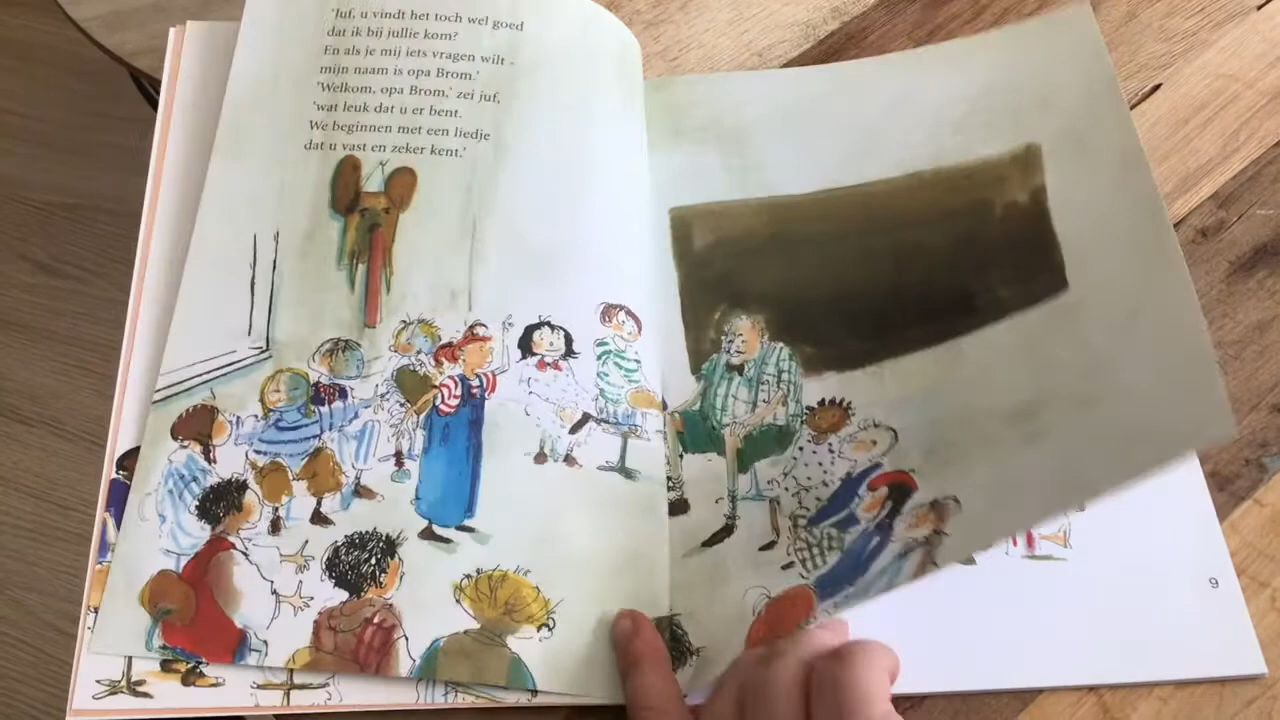 'Juf, u vindt het toch wel goed
dat ik bij jullie kom?
En als je mij iets vragen wilt -
mijn naam is opa Brom.'
'Welkom, opa Brom,' zei juf,
'wat leuk dat u er bent.
We beginnen met een liedje
dat u vast en zeker kent.'
9